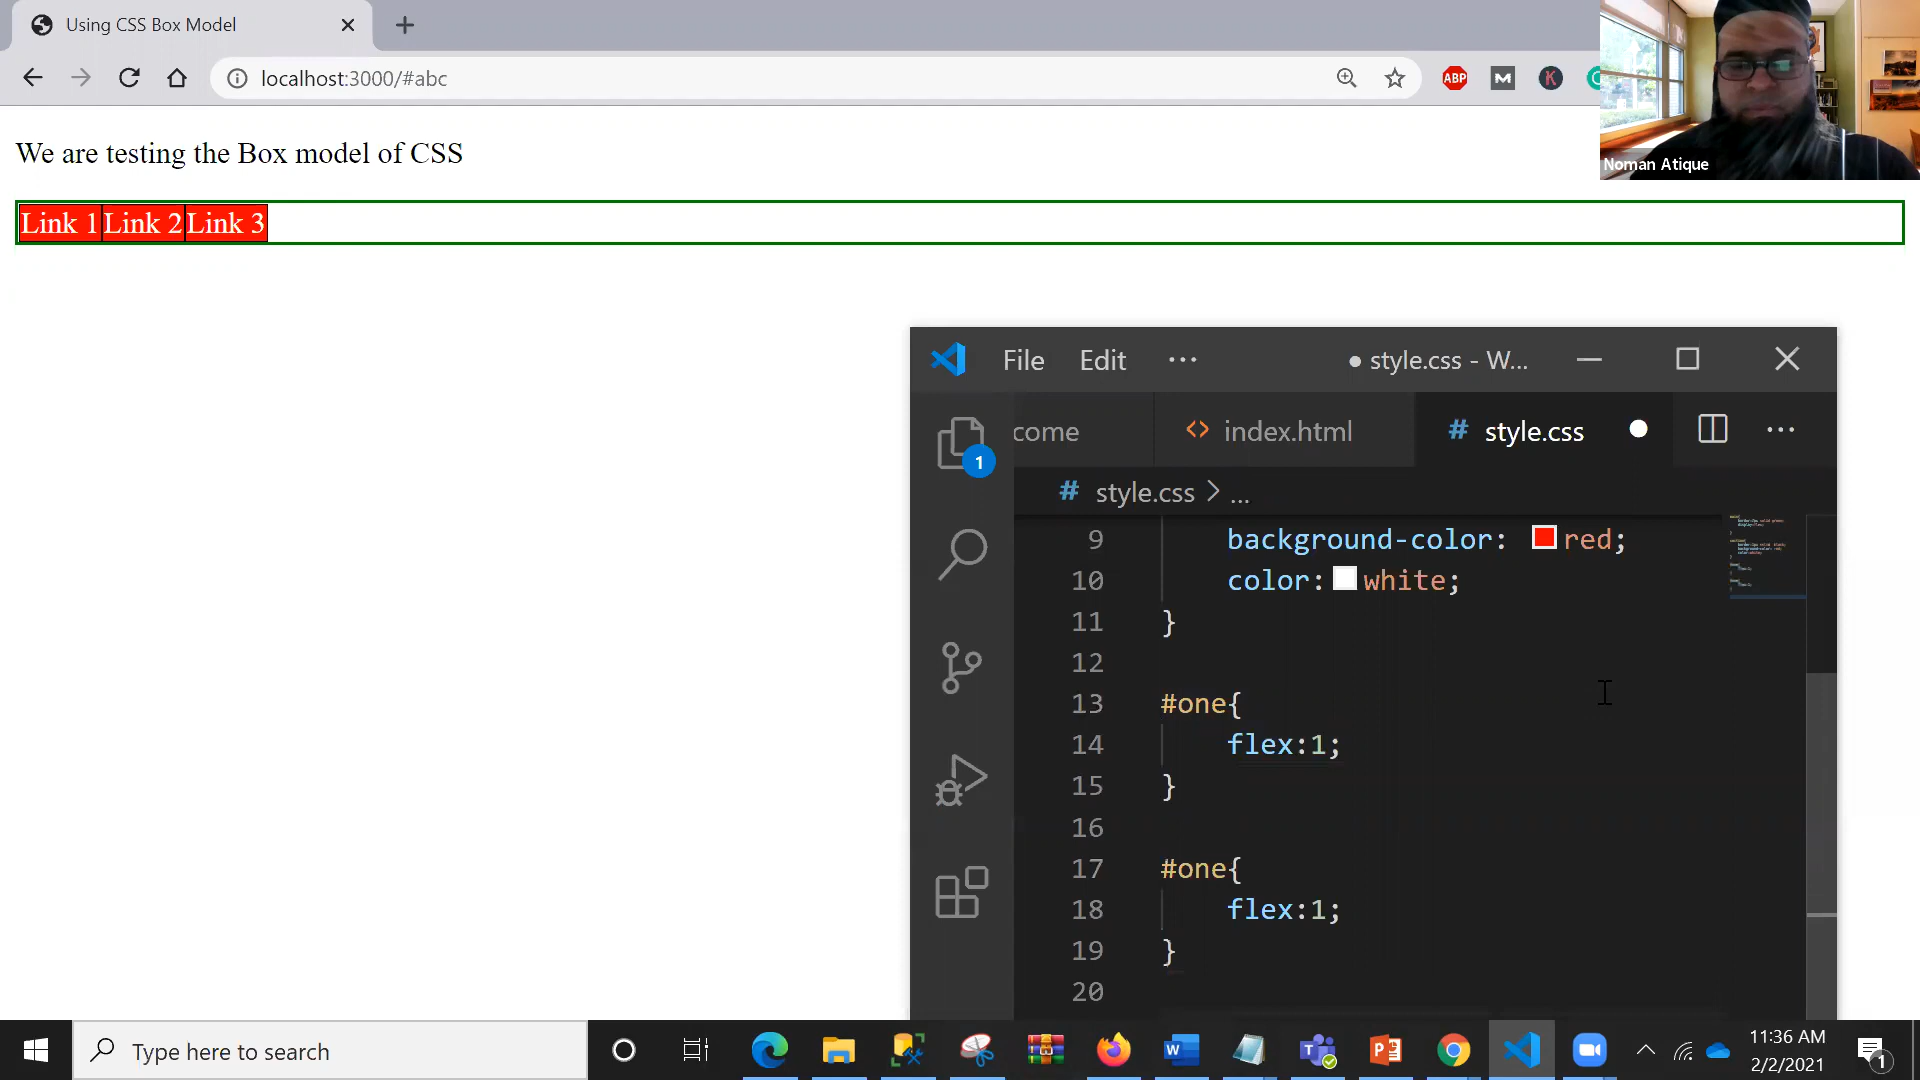 Using CSS Box Model
localhost:3000/#abc
ABP
Noman Atique
We are testing the Box model of CSS
Link 1 Link 2 Link 3
File Edit ··· ● style.css - W...
1
come index.html # style.css
# style.css > ...
9 background-color: red;
10 color: white;
11 }
12
13 #one{
14 flex:1;
15 }
16
17 #one{
18 flex:1;
19 }
20
Type here to search
11:36 AM
2/2/2021
1